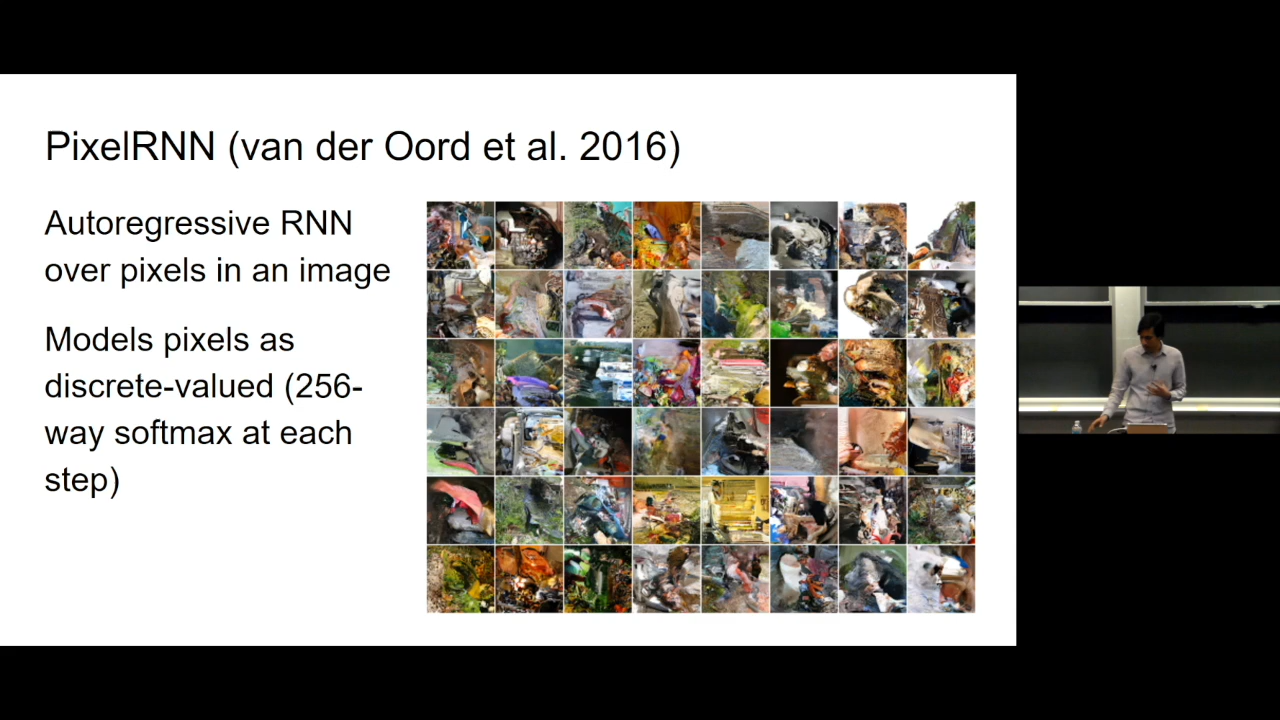 PixelRNN (van der Oord et al. 2016)
Autoregressive RNN
over pixels in an image
Models pixels as
discrete-valued (256-
way softmax at each
step)